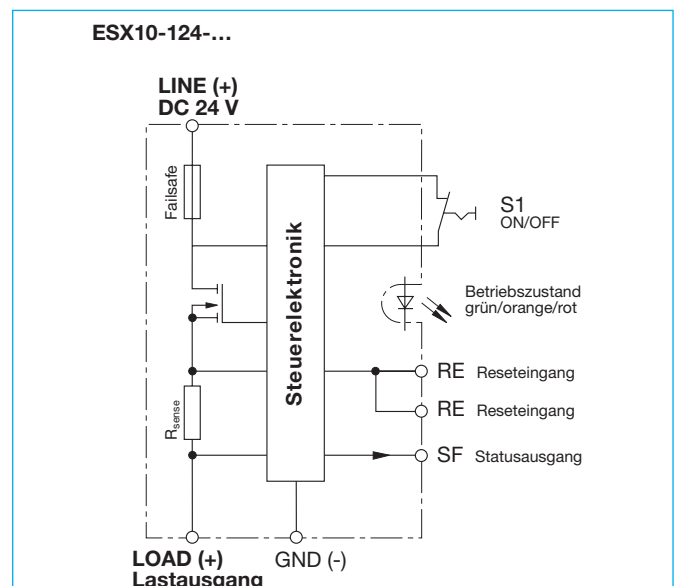 ESX10-124-...
LINE (+)
DC 24 V
Failsafe
Steuerelektronik
S1
ON/OFF
Betriebszustand
grün/orange/rot
RE Reseteingang
Rsense
RE Reseteingang
SF Statusausgang
LOAD (+)
Lastausgang
GND (-)